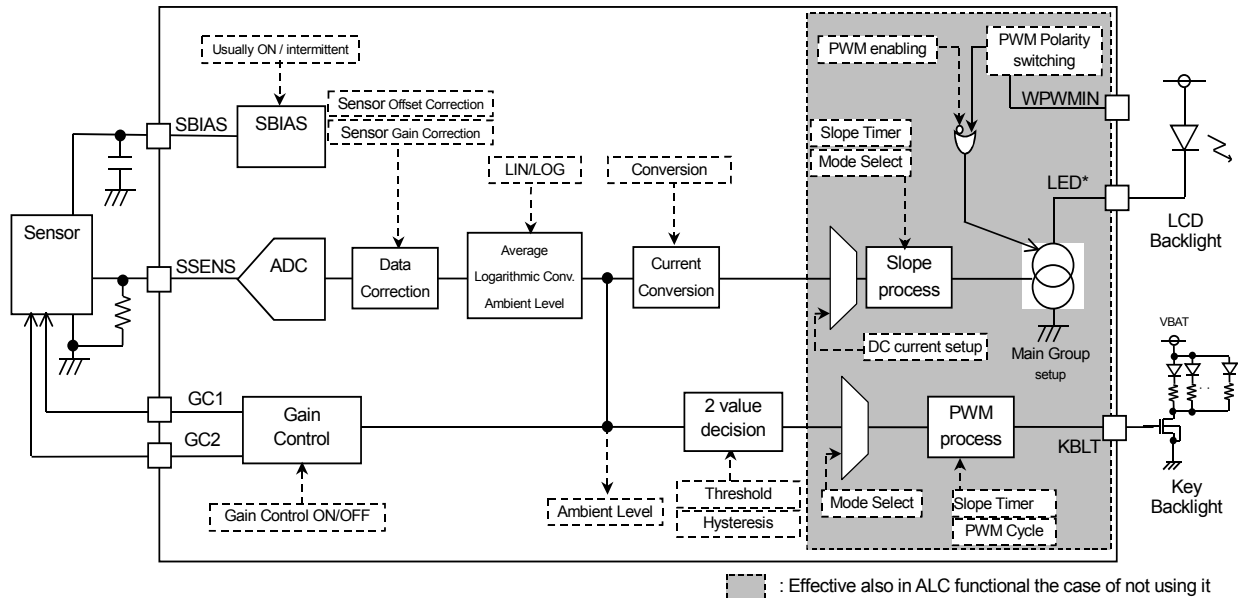 Usually ON / intermittent
PWM enabling
PWM Polarity
switching
WPWMIN
SBIAS
SBIAS
Sensor Offset Correction
Sensor Gain Correction
Slope Timer
Mode Select
LIN/LOG
Conversion
LED*
LCD
Backlight
Sensor
SSENS
ADC
Data
Correction
Average
Logarithmic Conv.
Ambient Level
Current
Conversion
Slope
process
DC current setup
Main Group
setup
VBAT
GC1
GC2
Gain
Control
2 value
decision
PWM
process
KBLT
Key
Backlight
Gain Control ON/OFF
Ambient Level
Threshold
Hysteresis
Mode Select
Slope Timer
PWM Cycle
: Effective also in ALC functional the case of not using it